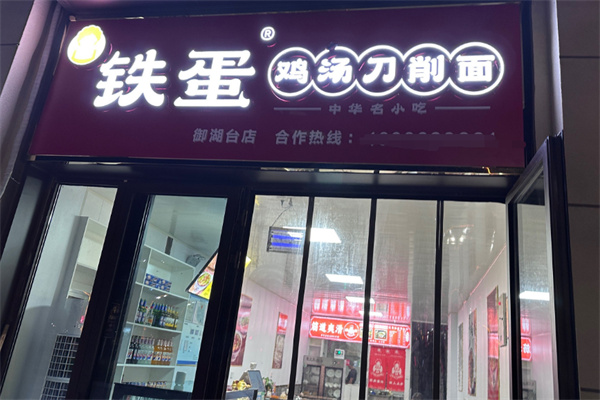 铁蛋®
鸡汤刀削面
中华名小吃
御湖台店 合作热线：